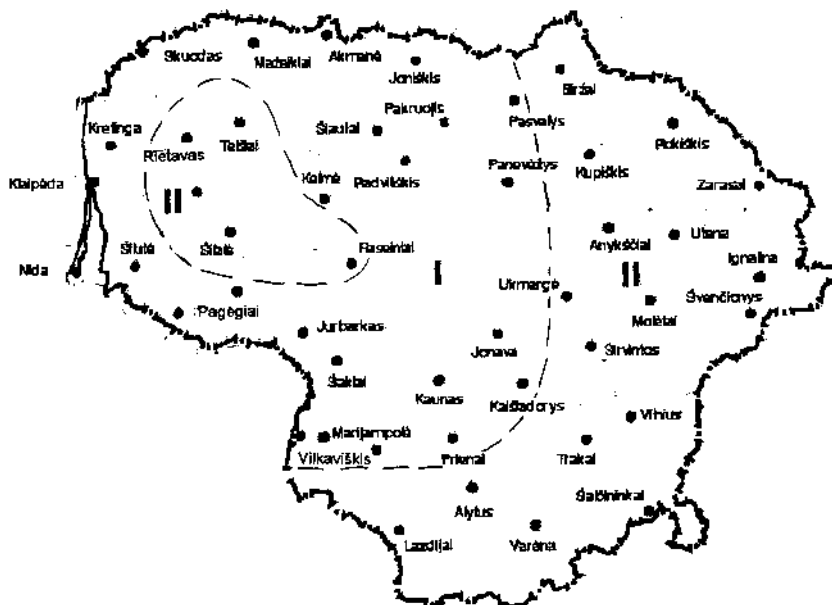 Skuodas
Mažeikiai
Akmenė
Joniškis
Biržai
Pakruojis
Pasvalys
Kretinga
Rietavas
Telčiai
Šiauliai
Rokiškis
Klaipėda
Kelmė
Radviliškis
Panevėžys
Kupiškis
Zarasai
II
Šilutė
Šilalė
Raseiniai
Anykščiai
Utena
Nida
I
II
Ignalina
Ukmergė
Pagėgiai
Molėtai
Švenčionys
Jurbarkas
Jonava
Širvintos
Šakiai
Kaunas
Kaišiadorys
Vilnius
Marijampolė
Vilkaviškis
Prienai
Trakai
Alytus
Šalčininkai
Lazdijai
Varėna